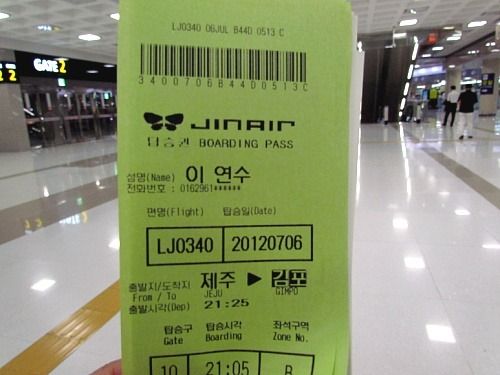 GATE 2
2
LJ0340 06JUL B44D 0513 C
3400706B44D0513C
JINAIR
탑승권 BOARDING PASS
성명(Name) 이 연수
전화번호 : 0162961******
편명(Flight) 탑승일(Date)
LJ0340 20120706
출발지/도착지 제주 ▶ 김포
From / To JEJU GIMPO
출발시각(Dep) 21:25
탑승구 탑승시각 좌석구역
Gate Boarding Zone No.
10 21:05 B